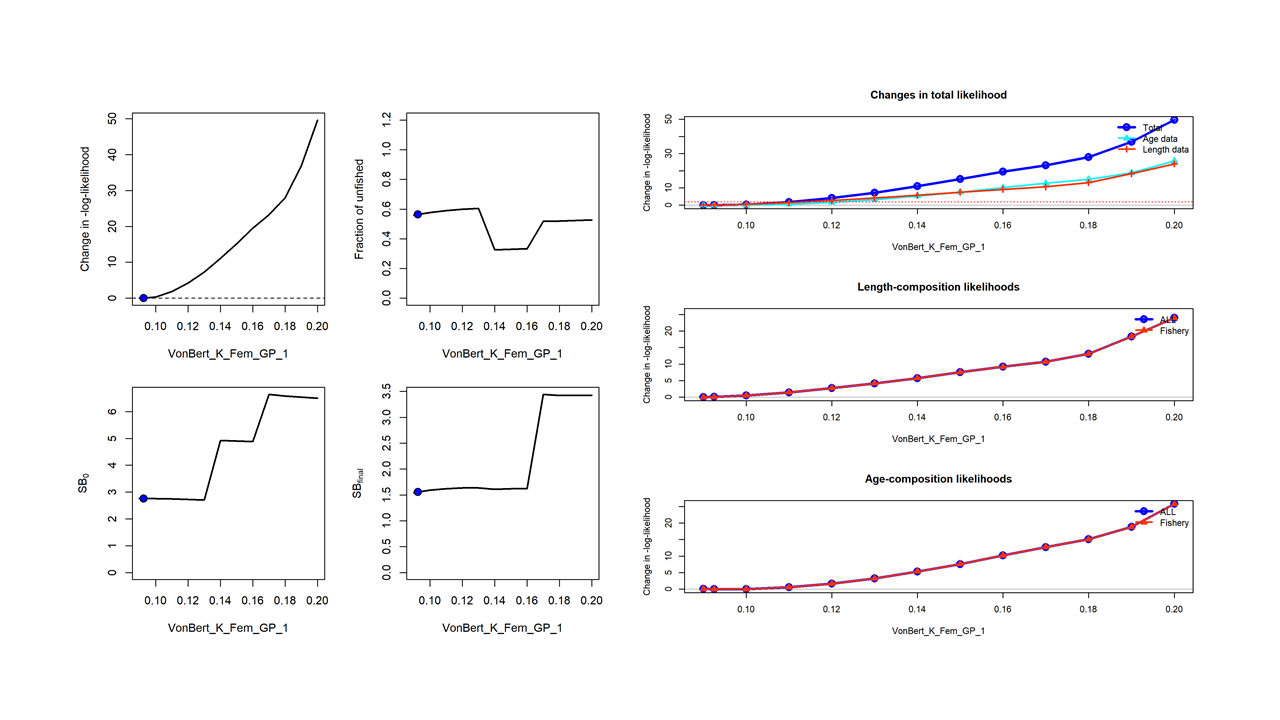 Change in -log-likelihood
50
40
30
20
10
0
0.10 0.12 0.14 0.16 0.18 0.20
VonBert_K_Fem_GP_1
Fraction of unfished
1.2
1.0
0.8
0.6
0.4
0.2
0.0
0.10 0.12 0.14 0.16 0.18 0.20
VonBert_K_Fem_GP_1
SB0
6
5
4
3
2
1
0
0.10 0.12 0.14 0.16 0.18 0.20
VonBert_K_Fem_GP_1
SBfinal
3.5
3.0
2.5
2.0
1.5
1.0
0.5
0.0
0.10 0.12 0.14 0.16 0.18 0.20
VonBert_K_Fem_GP_1
Changes in total likelihood
Change in -log-likelihood
50
30
10
0
Total
Age data
Length data
0.10 0.12 0.14 0.16 0.18 0.20
VonBert_K_Fem_GP_1
Length-composition likelihoods
Change in -log-likelihood
20
10
5
0
ALL
Fishery
0.10 0.12 0.14 0.16 0.18 0.20
VonBert_K_Fem_GP_1
Age-composition likelihoods
Change in -log-likelihood
20
10
5
0
ALL
Fishery
0.10 0.12 0.14 0.16 0.18 0.20
VonBert_K_Fem_GP_1